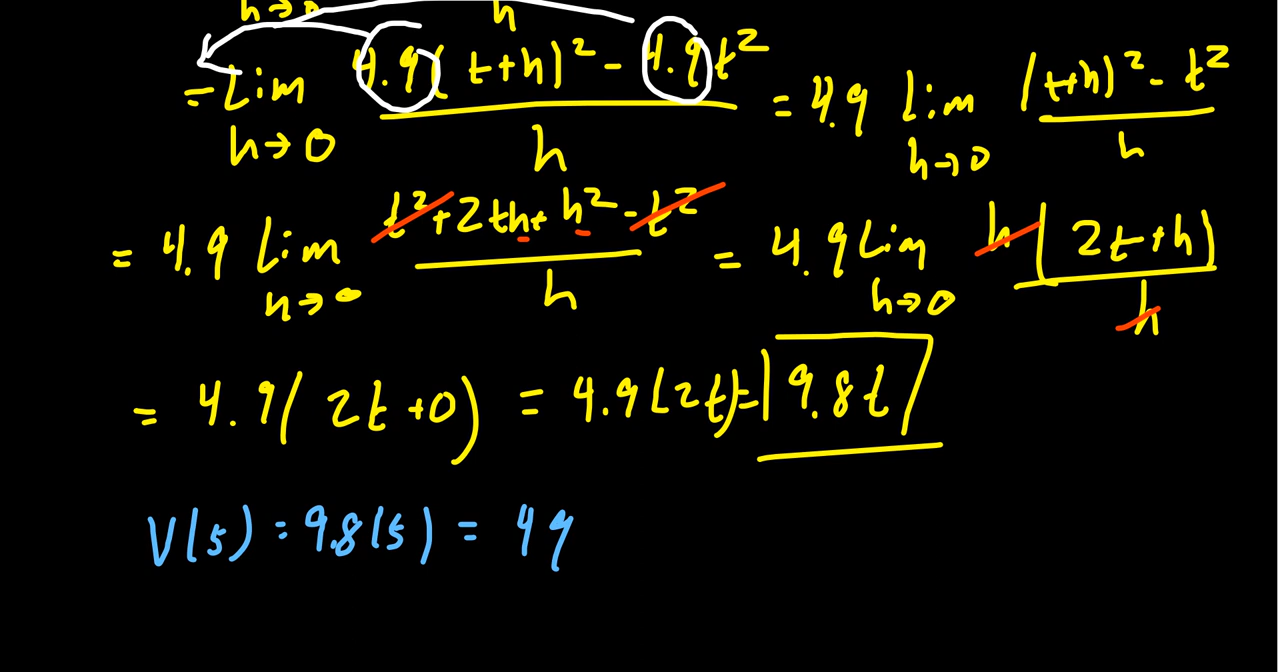 h→0 h
= Lim h→0 4.9(t+h)² - 4.9t² / h = 4.9 lim h→0 (t+h)² - t² / h
= 4.9 Lim h→0 t² + 2th + h² - t² / h = 4.9 Lim h→0 h(2t+h) / h
= 4.9(2t+0) = 4.9(2t) = 9.8t
V(5) = 9.8(5) = 49